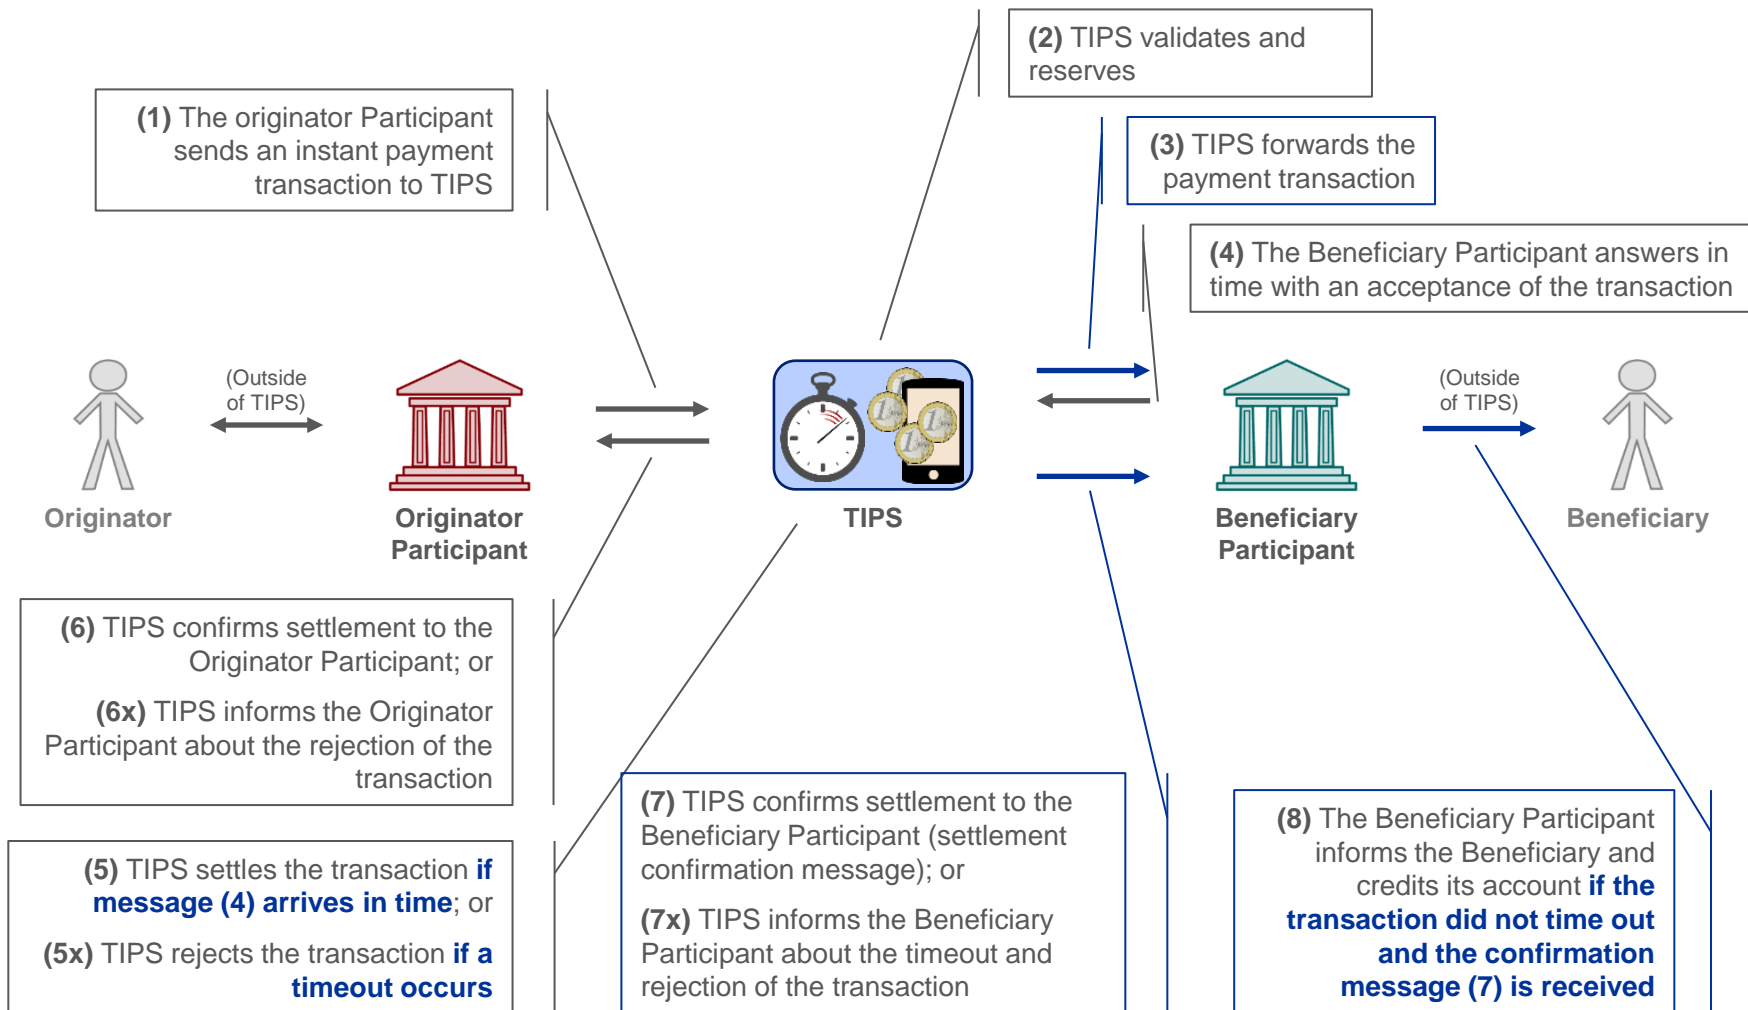 (2) TIPS validates and
reserves
(1) The originator Participant
sends an instant payment
transaction to TIPS
(3) TIPS forwards the
payment transaction
(4) The Beneficiary Participant answers in
time with an acceptance of the transaction
(Outside
of TIPS)
(Outside
of TIPS)
Originator
Originator
Participant
TIPS
Beneficiary
Participant
Beneficiary
(6) TIPS confirms settlement to the
Originator Participant; or
(6x) TIPS informs the Originator
Participant about the rejection of the
transaction
(5) TIPS settles the transaction if
message (4) arrives in time; or
(5x) TIPS rejects the transaction if a
timeout occurs
(7) TIPS confirms settlement to the
Beneficiary Participant (settlement
confirmation message); or
(7x) TIPS informs the Beneficiary
Participant about the timeout and
rejection of the transaction
(8) The Beneficiary Participant
informs the Beneficiary and
credits its account if the
transaction did not time out
and the confirmation
message (7) is received